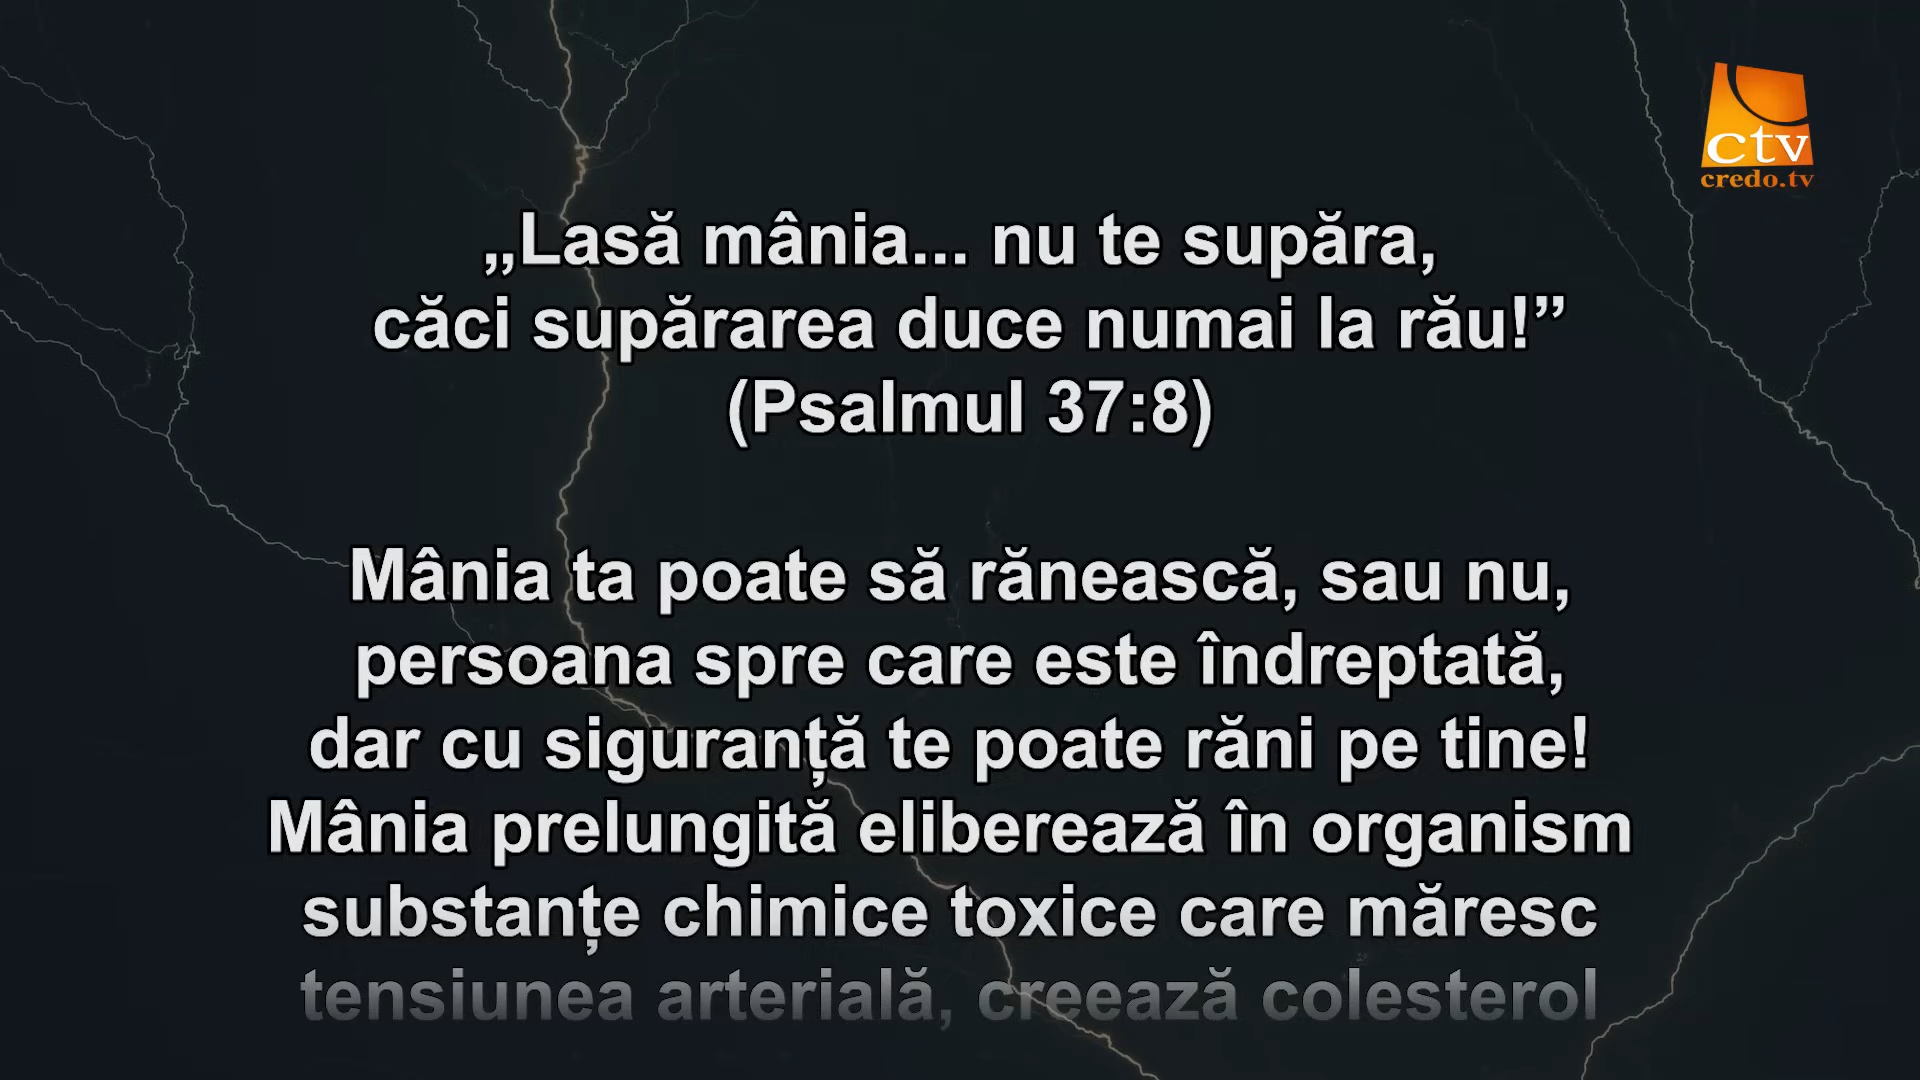 ctv
credo.tv
„Lasă mânia... nu te supăra,
căci supărarea duce numai la rău!”
(Psalmul 37:8)
Mânia ta poate să rănească, sau nu,
persoana spre care este îndreptată,
dar cu siguranță te poate răni pe tine!
Mânia prelungită eliberează în organism
substanțe chimice toxice care măresc
tensiunea arterială, creează colesterol